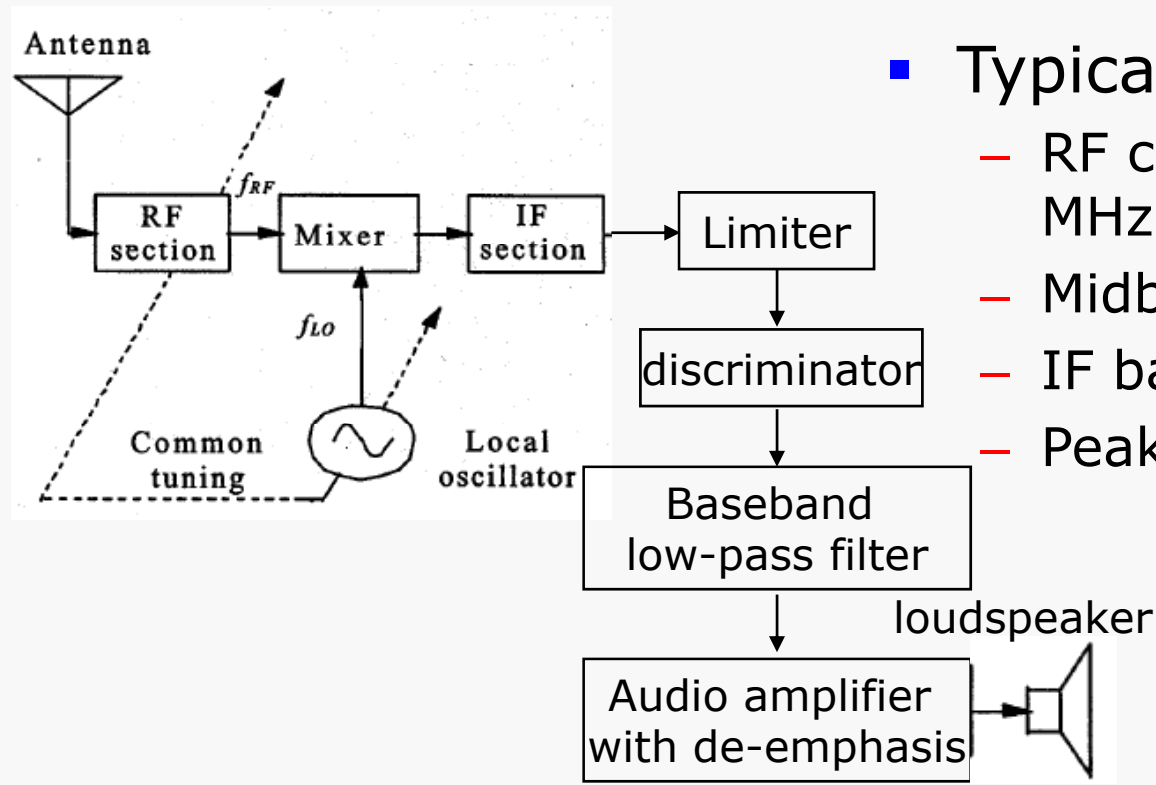 Antenna
f_RF
RF
section
Mixer
IF
section
f_LO
Common
tuning
Local
oscillator
Limiter
discriminator
Baseband
low-pass filter
loudspeaker
Audio amplifier
with de-emphasis
▪ Typica
– RF c
MHz
– Midb
– IF ba
– Peak